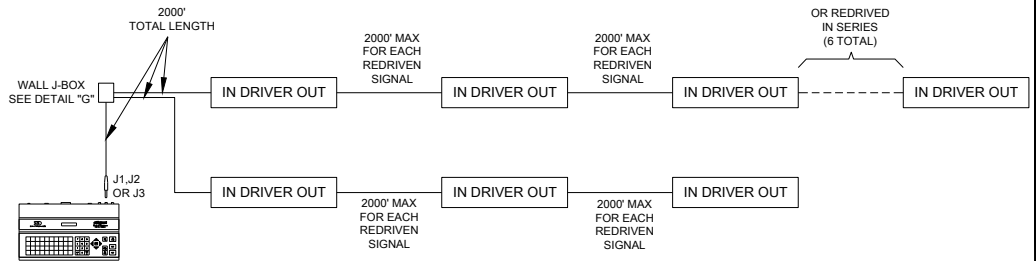 2000'
TOTAL LENGTH
OR REDRIVED
IN SERIES
(6 TOTAL)
2000' MAX
FOR EACH
REDRIVEN
SIGNAL
2000' MAX
FOR EACH
REDRIVEN
SIGNAL
WALL J-BOX
SEE DETAIL "G"
IN DRIVER OUT
IN DRIVER OUT
IN DRIVER OUT
IN DRIVER OUT
J1,J2
OR J3
IN DRIVER OUT
IN DRIVER OUT
IN DRIVER OUT
2000' MAX
FOR EACH
REDRIVEN
SIGNAL
2000' MAX
FOR EACH
REDRIVEN
SIGNAL